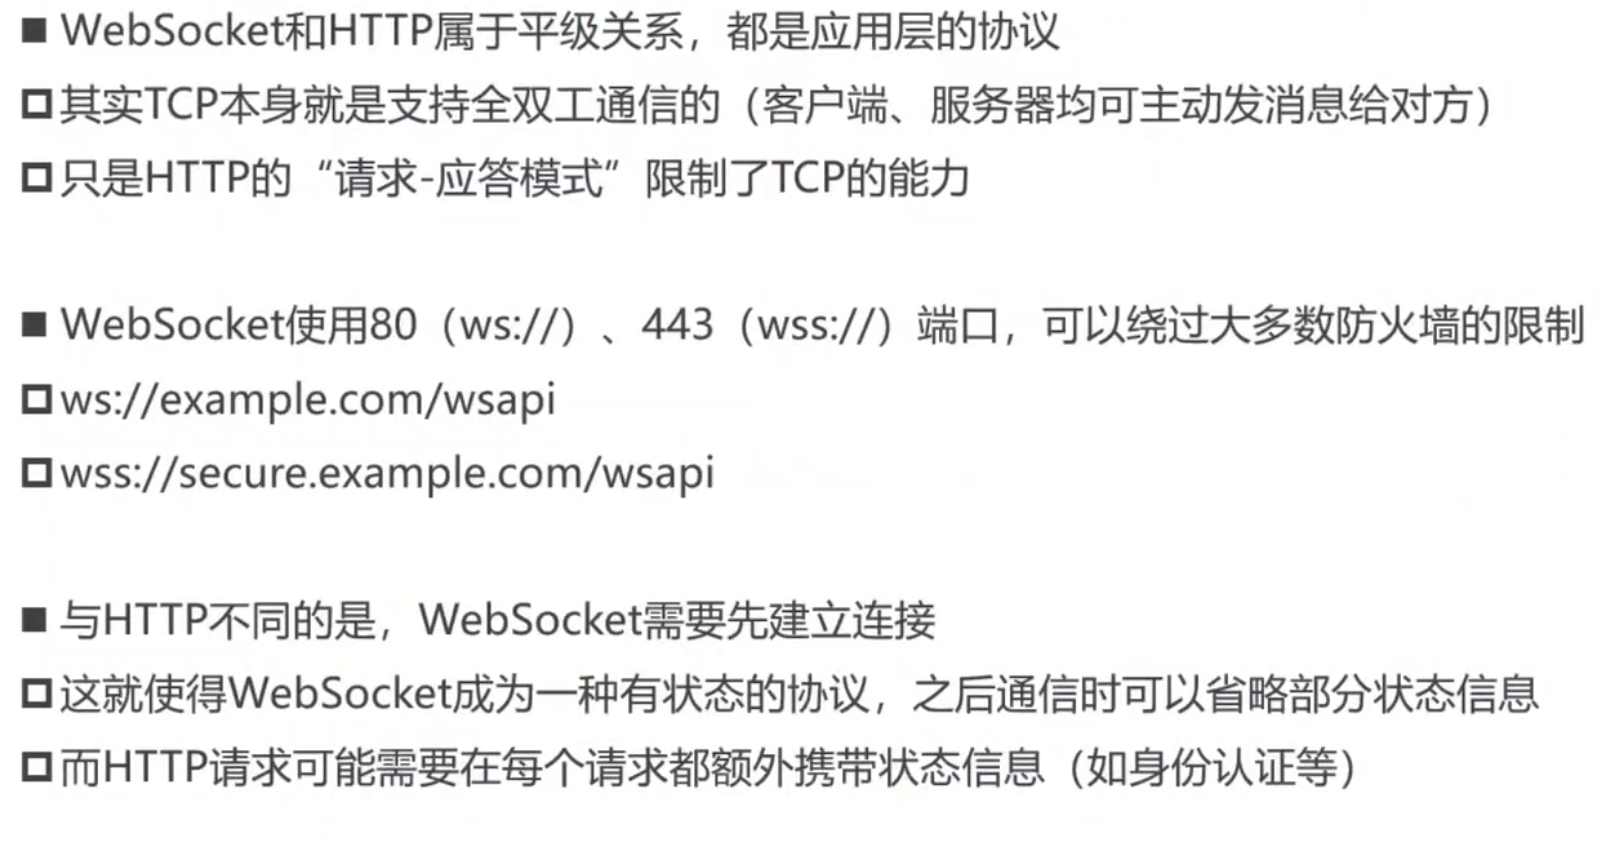 ■ WebSocket和HTTP属于平级关系，都是应用层的协议
□ 其实TCP本身就是支持全双工通信的（客户端、服务器均可主动发消息给对方）
□ 只是HTTP的“请求-应答模式”限制了TCP的能力
■ WebSocket使用80（ws://）、443（wss://）端口，可以绕过大多数防火墙的限制
□ ws://example.com/wsapi
□ wss://secure.example.com/wsapi
■ 与HTTP不同的是，WebSocket需要先建立连接
□ 这就使得WebSocket成为一种有状态的协议，之后通信时可以省略部分状态信息
□ 而HTTP请求可能需要在每个请求都额外携带状态信息（如身份认证等）